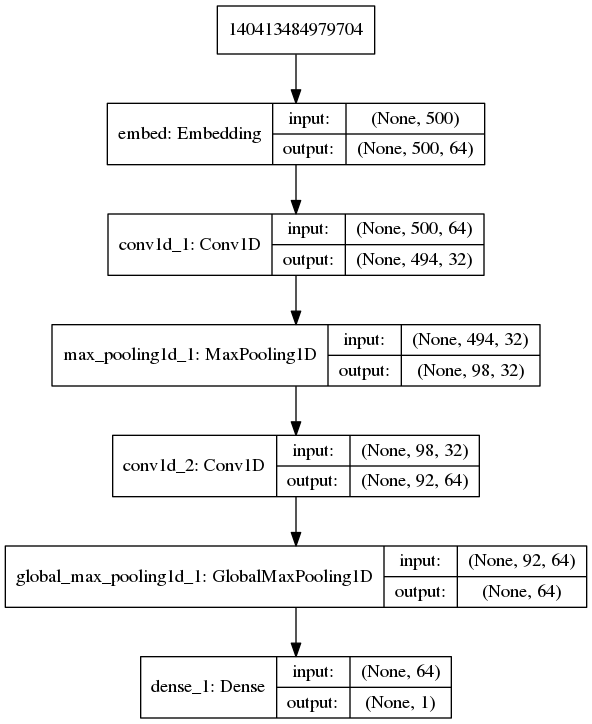 140413484979704
embed: Embedding
input: (None, 500)
output: (None, 500, 64)
conv1d_1: Conv1D
input: (None, 500, 64)
output: (None, 494, 32)
max_pooling1d_1: MaxPooling1D
input: (None, 494, 32)
output: (None, 98, 32)
conv1d_2: Conv1D
input: (None, 98, 32)
output: (None, 92, 64)
global_max_pooling1d_1: GlobalMaxPooling1D
input: (None, 92, 64)
output: (None, 64)
dense_1: Dense
input: (None, 64)
output: (None, 1)